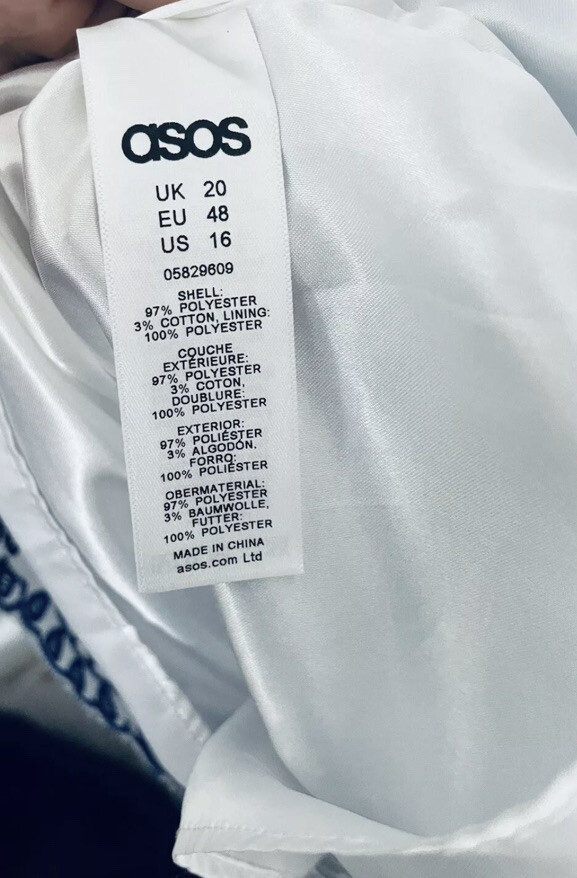 asos
UK 20
EU 48
US 16
05829609
SHELL:
97% POLYESTER
3% COTTON, LINING:
100% POLYESTER
COUCHE
EXTÉRIEURE:
97% POLYESTER
3% COTON,
DOUBLURE:
100% POLYESTER
EXTERIOR:
97% POLIÉSTER
3% ALGODÓN,
FORRO:
100% POLIÉSTER
OBERMATERIAL:
97% POLYESTER
3% BAUMWOLLE,
FUTTER:
100% POLYESTER
MADE IN CHINA
asos.com Ltd